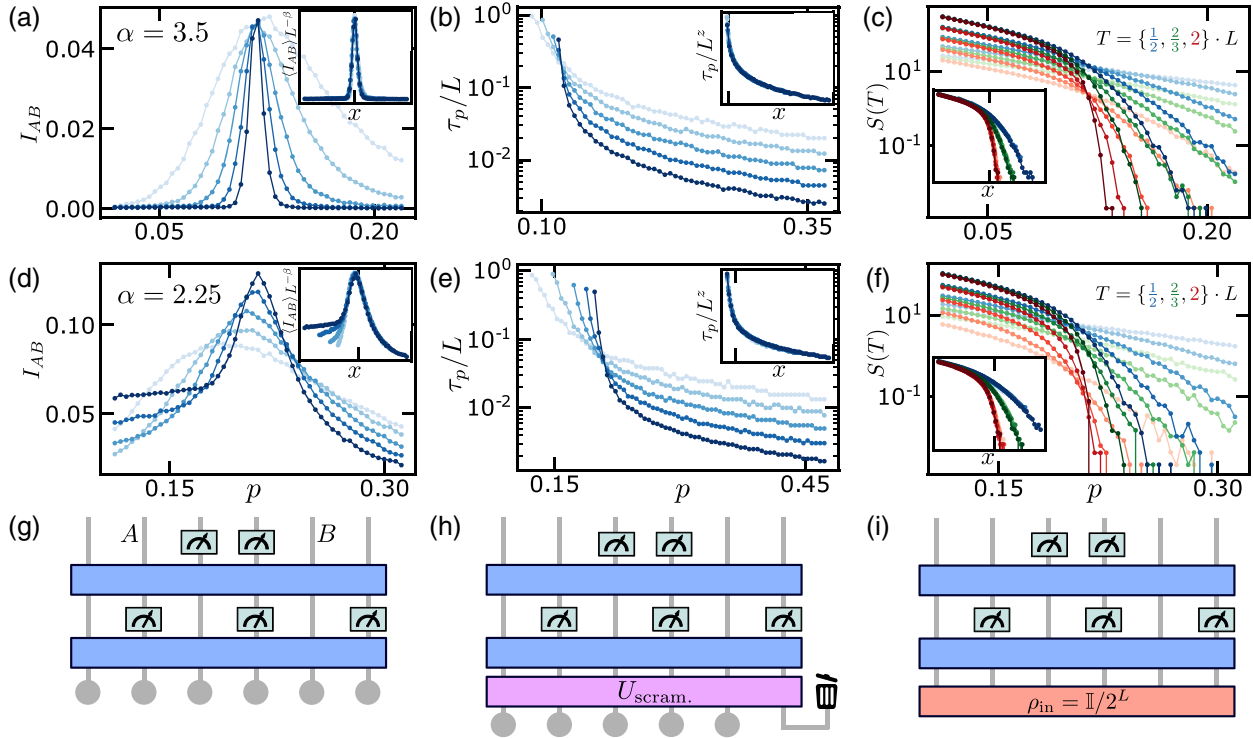 (a)
α = 3.5
I_AB
0.04
0.02
0.00
0.05
0.20
⟨I_AB⟩L^−β
x
(b)
τ_p/L
10^0
10^−1
10^−2
0.10
0.35
τ_p/L^z
x
(c)
T = {1/2, 2/3, 2} · L
S(T)
10^1
10^−1
0.05
0.20
x
(d)
α = 2.25
I_AB
0.10
0.05
0.15
0.30
p
⟨I_AB⟩L^−β
x
(e)
τ_p/L
10^0
10^−1
10^−2
0.15
0.45
p
τ_p/L^z
x
(f)
T = {1/2, 2/3, 2} · L
S(T)
10^1
10^−1
0.15
0.30
p
x
(g)
A
B
(h)
U_scram.
(i)
ρ_in = 𝕀/2^L